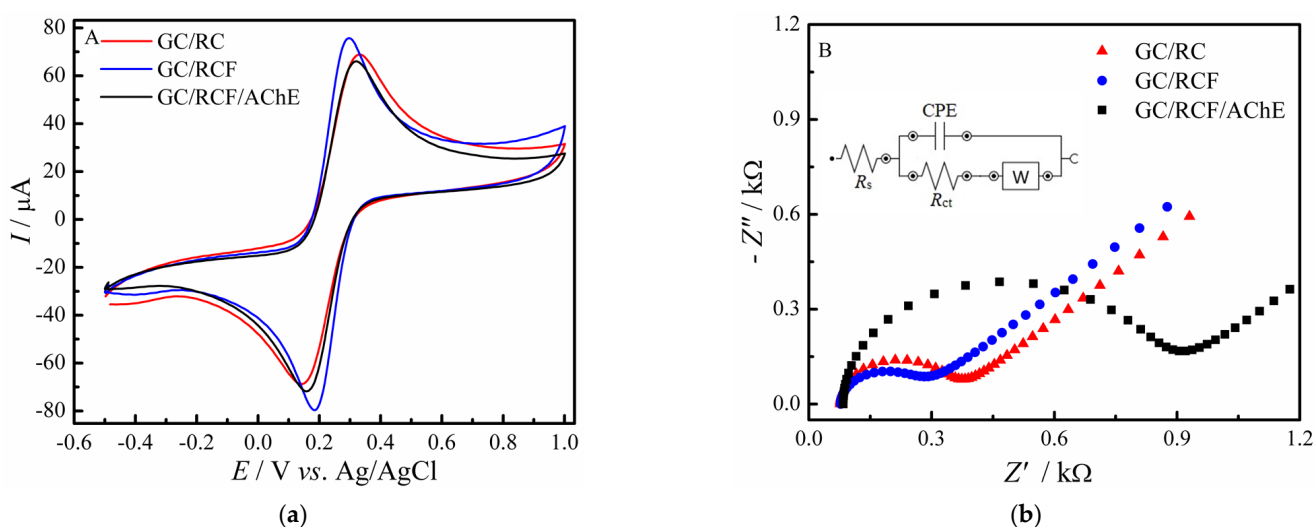 A
GC/RC
GC/RCF
GC/RCF/AChE
80
60
40
20
0
-20
-40
-60
-80
I / μA
-0.6 -0.4 -0.2 0.0 0.2 0.4 0.6 0.8 1.0
E / V vs. Ag/AgCl
(a)
B
GC/RC
GC/RCF
GC/RCF/AChE
CPE
Rs
Rct
W
-1.2
-0.9
-0.6
-0.3
0.0
- Z″ / kΩ
0.0 0.3 0.6 0.9 1.2
Z′ / kΩ
(b)